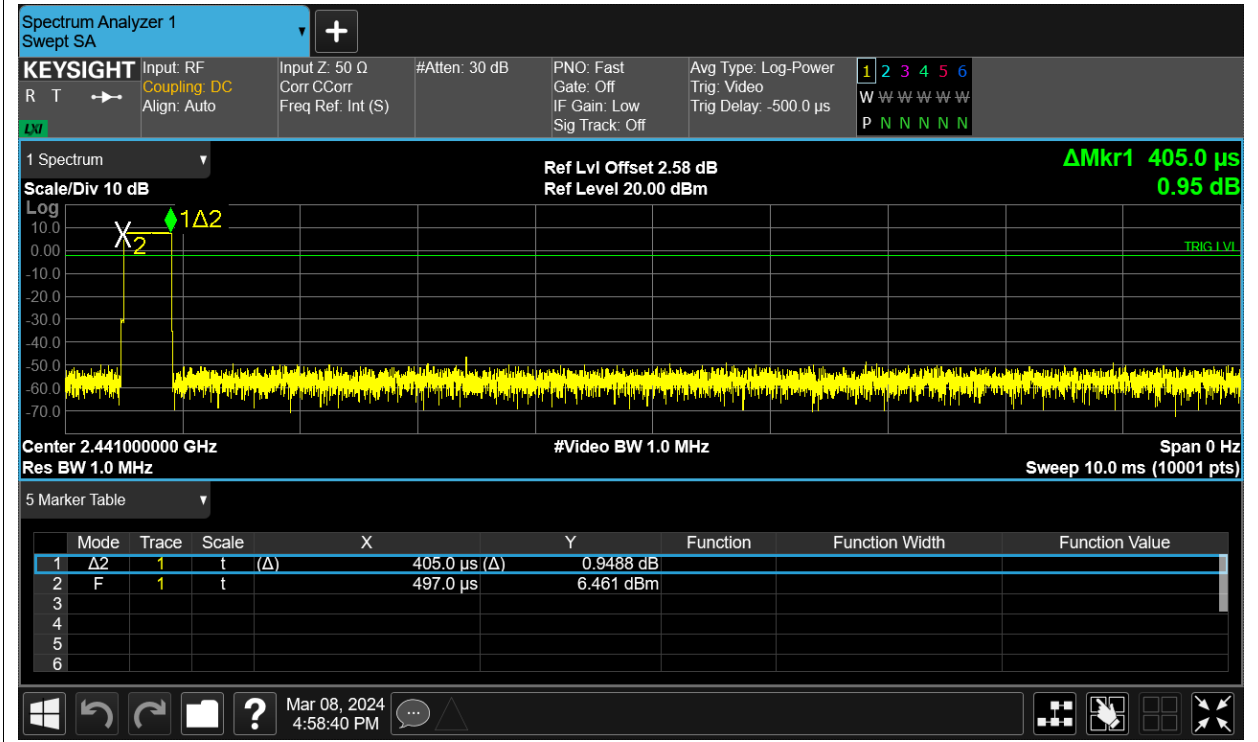 Spectrum Analyzer 1
Swept SA
+
KEYSIGHT Input: RF Input Z: 50 Ω #Atten: 30 dB PNO: Fast Avg Type: Log-Power 1 2 3 4 5 6
R T Coupling: DC Corr CCorr Gate: Off Trig: Video W W W W W W
Align: Auto Freq Ref: Int (S) IF Gain: Low Trig Delay: -500.0 µs
LXI Sig Track: Off P N N N N N
1 Spectrum Ref Lvl Offset 2.58 dB ΔMkr1 405.0 µs
Scale/Div 10 dB Ref Level 20.00 dBm 0.95 dB
Log
1Δ2
10.0
X2
0.00 TRIG LVL
-10.0
-20.0
-30.0
-40.0
-50.0
-60.0
-70.0
Center 2.441000000 GHz #Video BW 1.0 MHz Span 0 Hz
Res BW 1.0 MHz Sweep 10.0 ms (10001 pts)
5 Marker Table
Mode Trace Scale X Y Function Function Width Function Value
1 Δ2 1 t (Δ) 405.0 µs (Δ) 0.9488 dB
2 F 1 t 497.0 µs 6.461 dBm
3
4
5
6
? Mar 08, 2024
4:58:40 PM